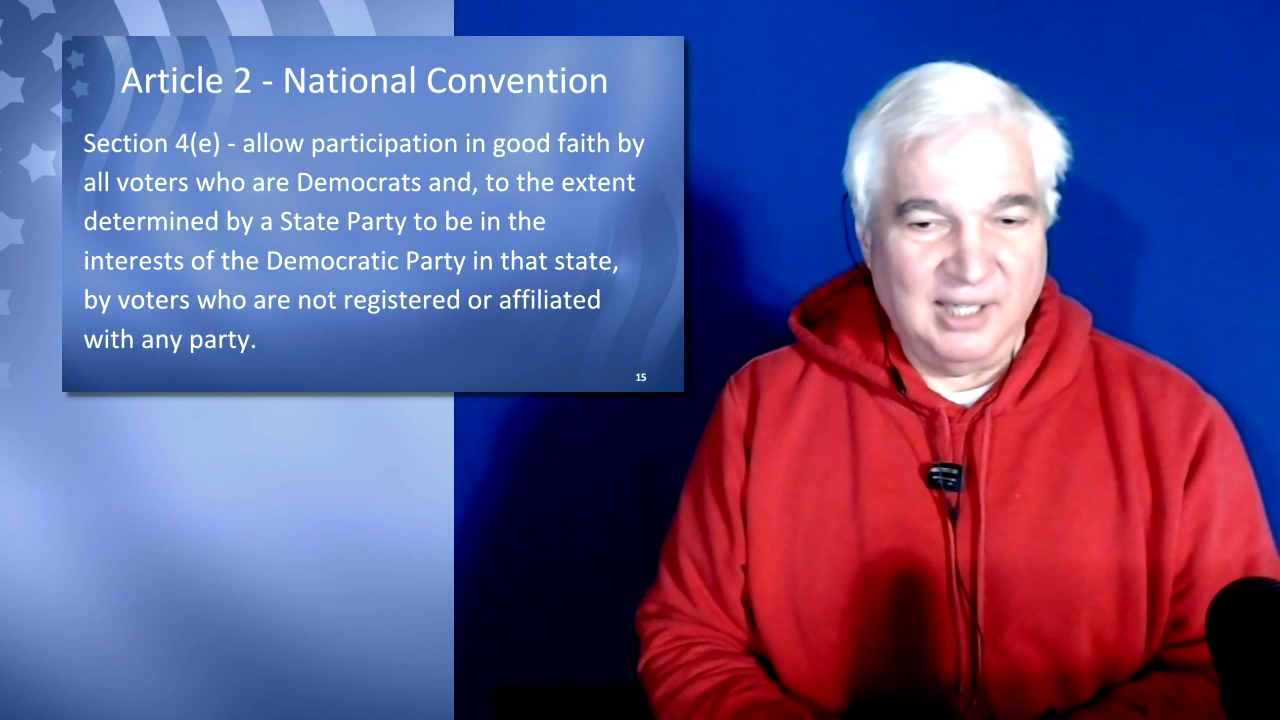 Article 2 - National Convention
Section 4(e) - allow participation in good faith by
all voters who are Democrats and, to the extent
determined by a State Party to be in the
interests of the Democratic Party in that state,
by voters who are not registered or affiliated
with any party.
15